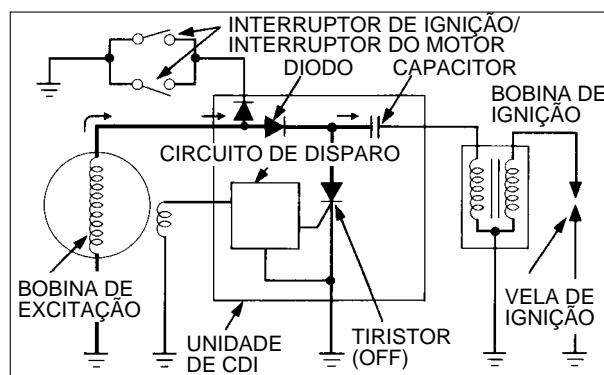 INTERRUPTOR DE IGNIÇÃO/
INTERRUPTOR DO MOTOR
DIODO
CAPACITOR
BOBINA DE
IGNIÇÃO
CIRCUITO DE DISPARO
BOBINA DE
EXCITAÇÃO
UNIDADE
DE CDI
TIRISTOR
(OFF)
VELA DE
IGNIÇÃO